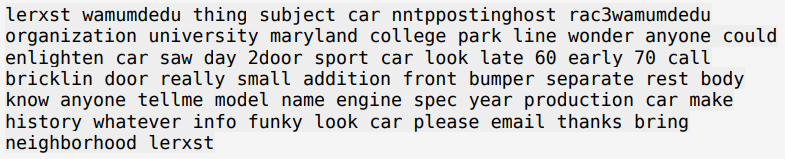 lerxst wamumdedu thing subject car nntppostinghost rac3wamumdedu
organization university maryland college park line wonder anyone could
enlighten car saw day 2door sport car look late 60 early 70 call
bricklin door really small addition front bumper separate rest body
know anyone tellme model name engine spec year production car make
history whatever info funky look car please email thanks bring
neighborhood lerxst